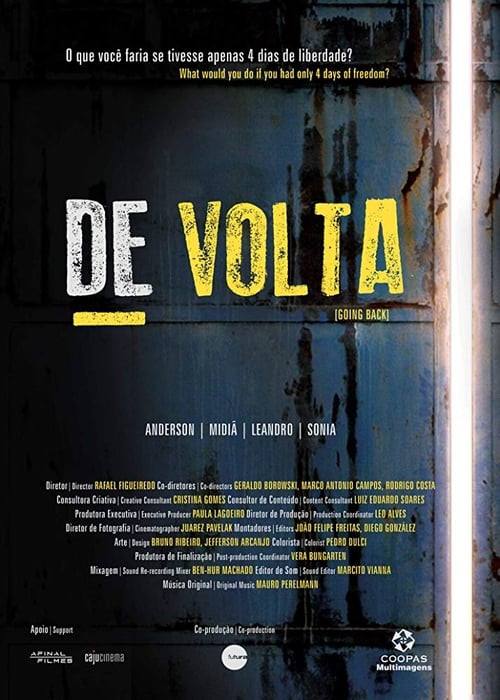 O que você faria se tivesse apenas 4 dias de liberdade?
What would you do if you had only 4 days of freedom?
DE VOLTA
[GOING BACK]
ANDERSON | MIDIÃ | LEANDRO | SONIA
Diretor | Director RAFAEL FIGUEIREDO Co-diretores | Co-directors GERALDO BOROWSKI, MARCO ANTONIO CAMPOS, RODRIGO COSTA
Consultora Criativa | Creative Consultant CRISTINA GOMES Consultor de Conteúdo | Content Consultant LUIZ EDUARDO SOARES
Produtora Executiva | Executive Producer PAULA LAGOEIRO Diretor de Produção | Production Coordinator LEO ALVES
Diretor de Fotografia | Cinematographer JUAREZ PAVELAK Montadores | Editors JOÃO FELIPE FREITAS, DIEGO GONZÁLEZ
Arte | Design BRUNO RIBEIRO, JEFFERSON ARCANJO Colorista | Colorist PEDRO DULCI
Produtora de Finalização | Post-production Coordinator VERA BUNGARTEN
Mixagem | Sound Re-recording Mixer BEN-HUR MACHADO Editor de Som | Sound Editor MARCITO VIANNA
Música Original | Original Music MAURO PERELMANN
Apoio | Support Co-produção | Co-production
AFINAL FILMES cajucinema futura COOPAS Multimagens